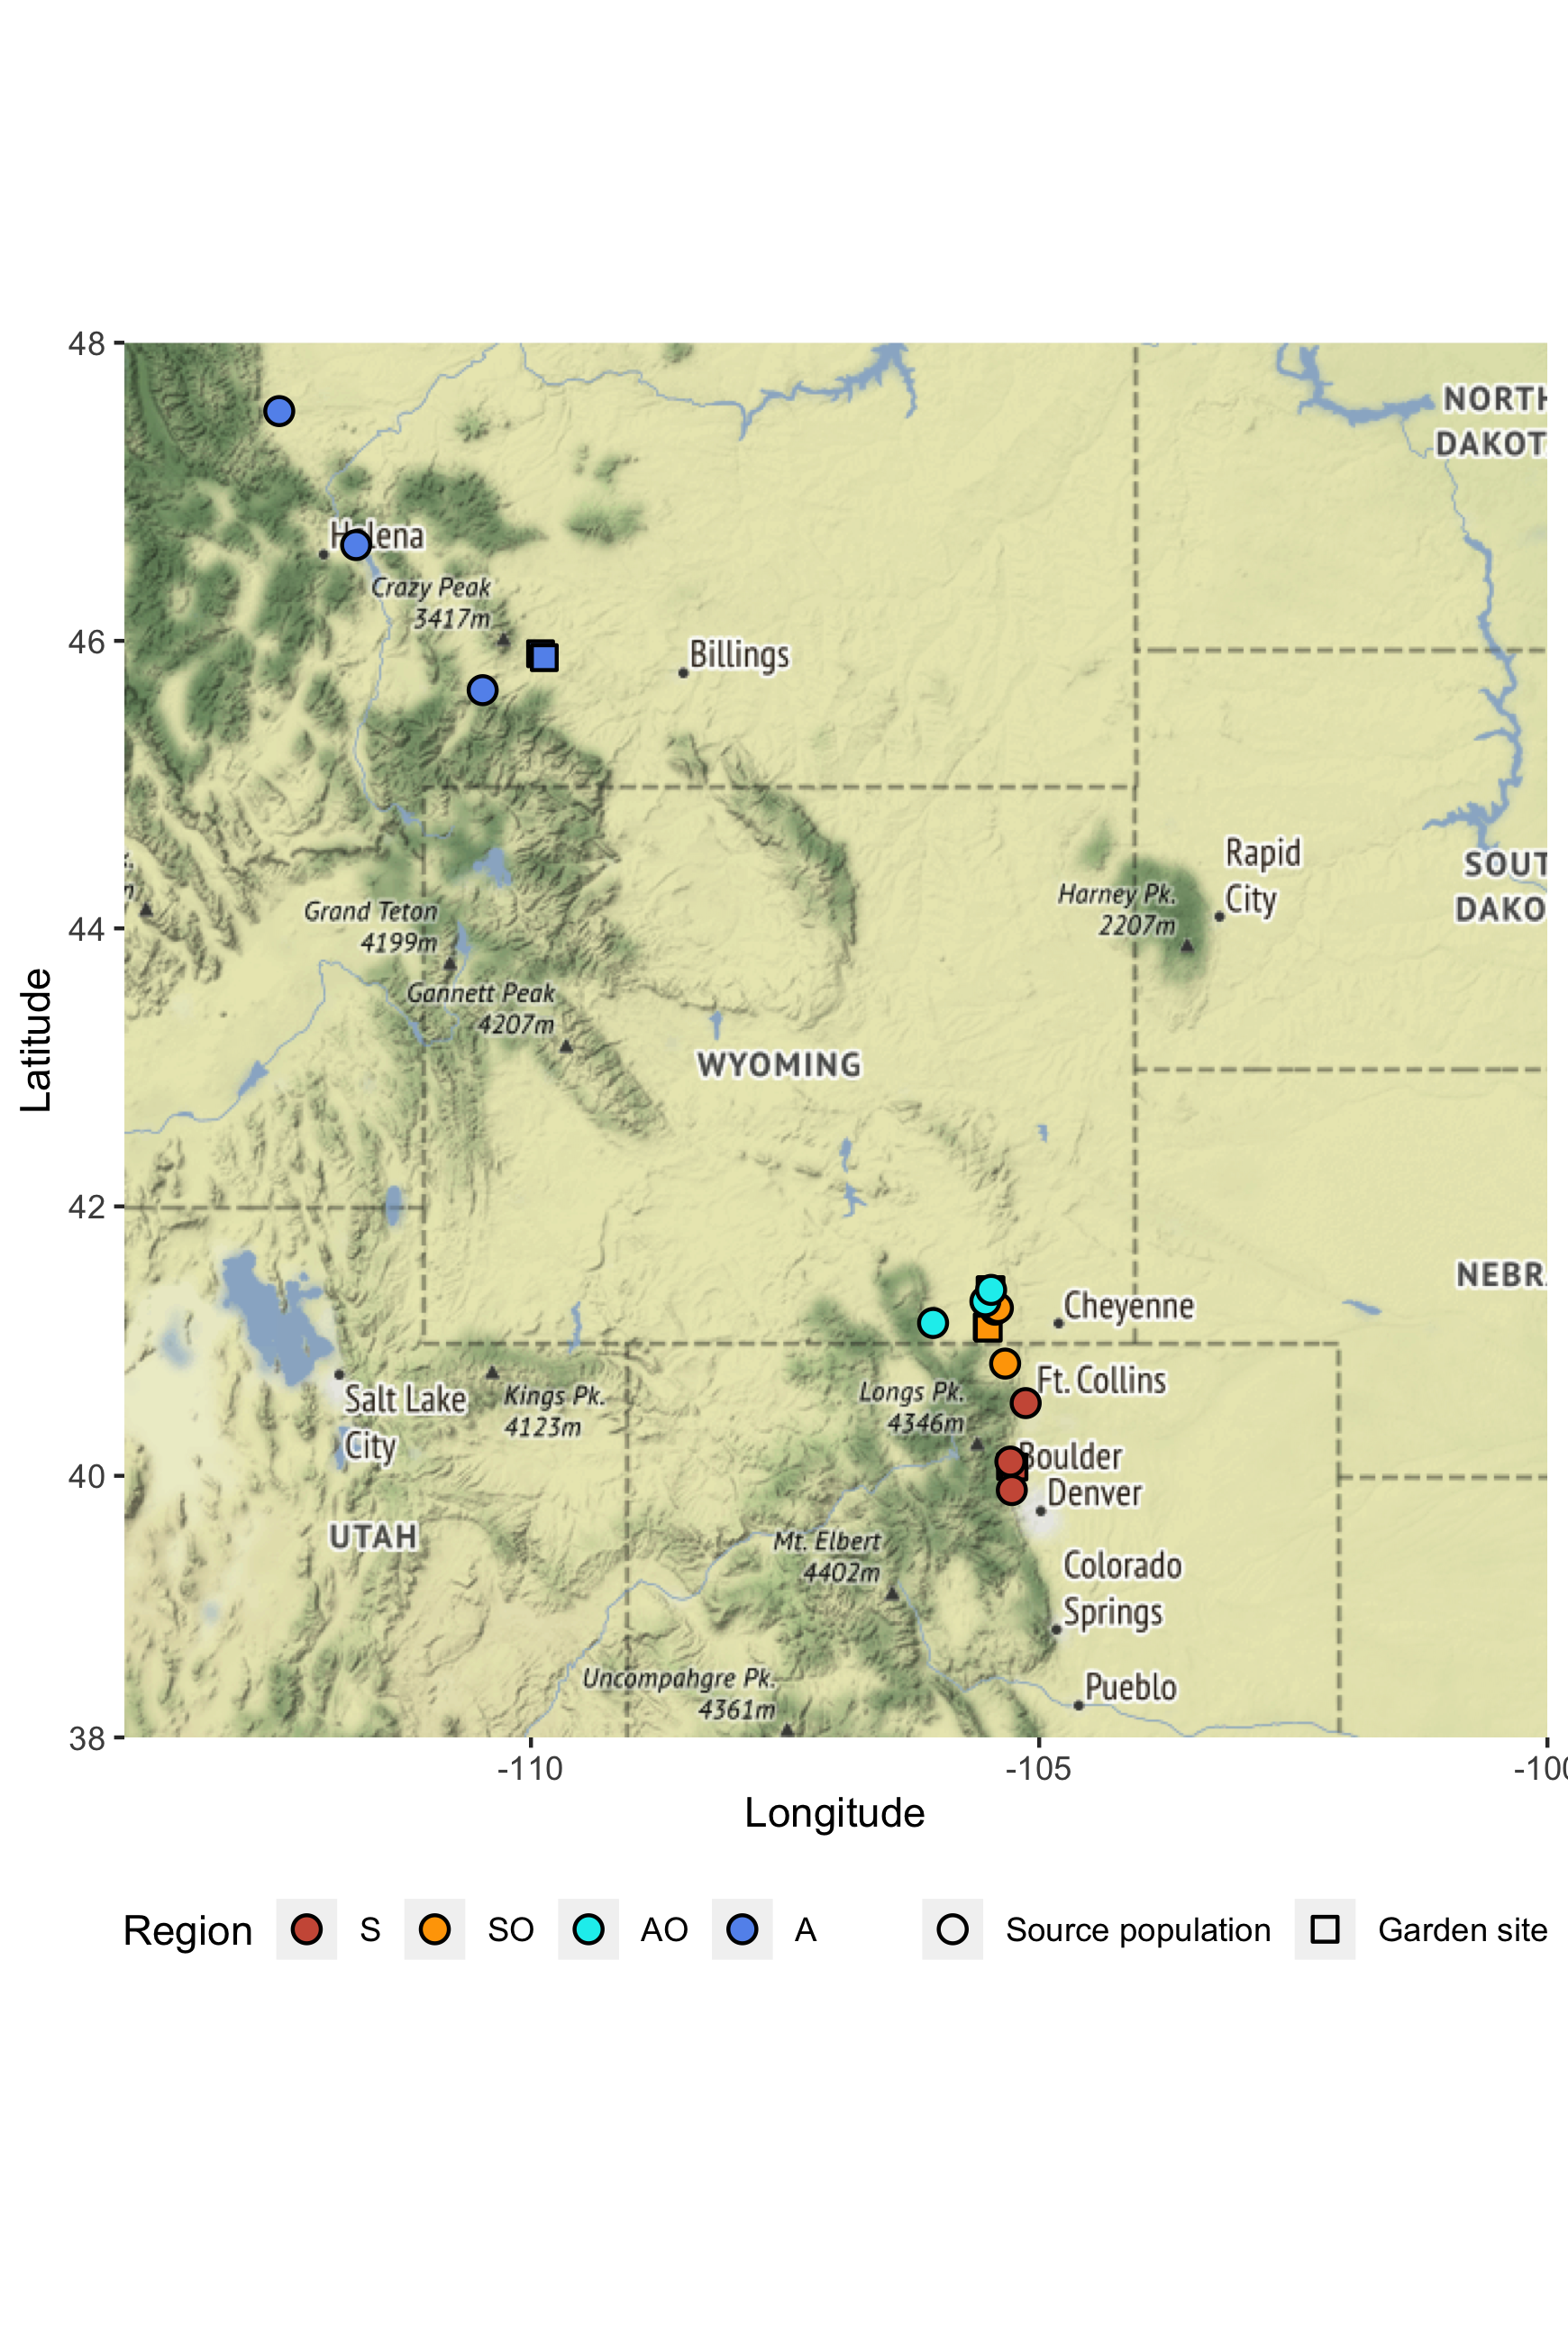 48
NORTH
DAKOT
Helena
Crazy Peak
3417m
46
Billings
Rapid
City
SOUT
DAKO
Harney Pk.
2207m
44
Grand Teton
4199m
Gannett Peak
4207m
WYOMING
Latitude
42
NEBR
Cheyenne
Ft. Collins
Longs Pk.
4346m
Salt Lake
City
Kings Pk.
4123m
Boulder
40
Denver
UTAH
Mt. Elbert
4402m
Colorado
Springs
Uncompahgre Pk.
4361m
Pueblo
38
-110
-105
-100
Longitude
Region S SO AO A Source population Garden site